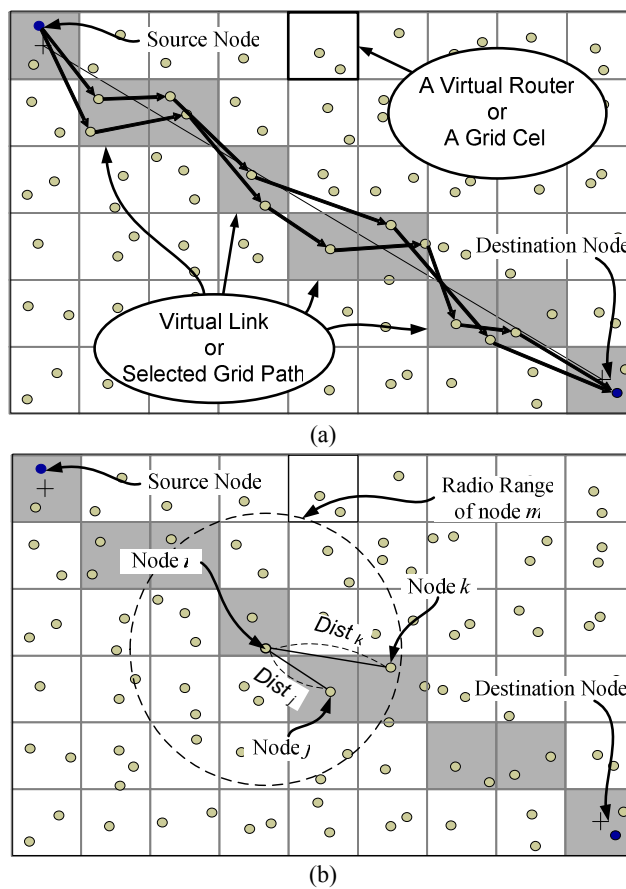 Source Node
A Virtual Router
or
A Grid Cel
Destination Node
Virtual Link
or
Selected Grid Path
(a)
Source Node
Radio Range
of node m
Node i
Node k
Dist k
Dist j
Node j
Destination Node
(b)